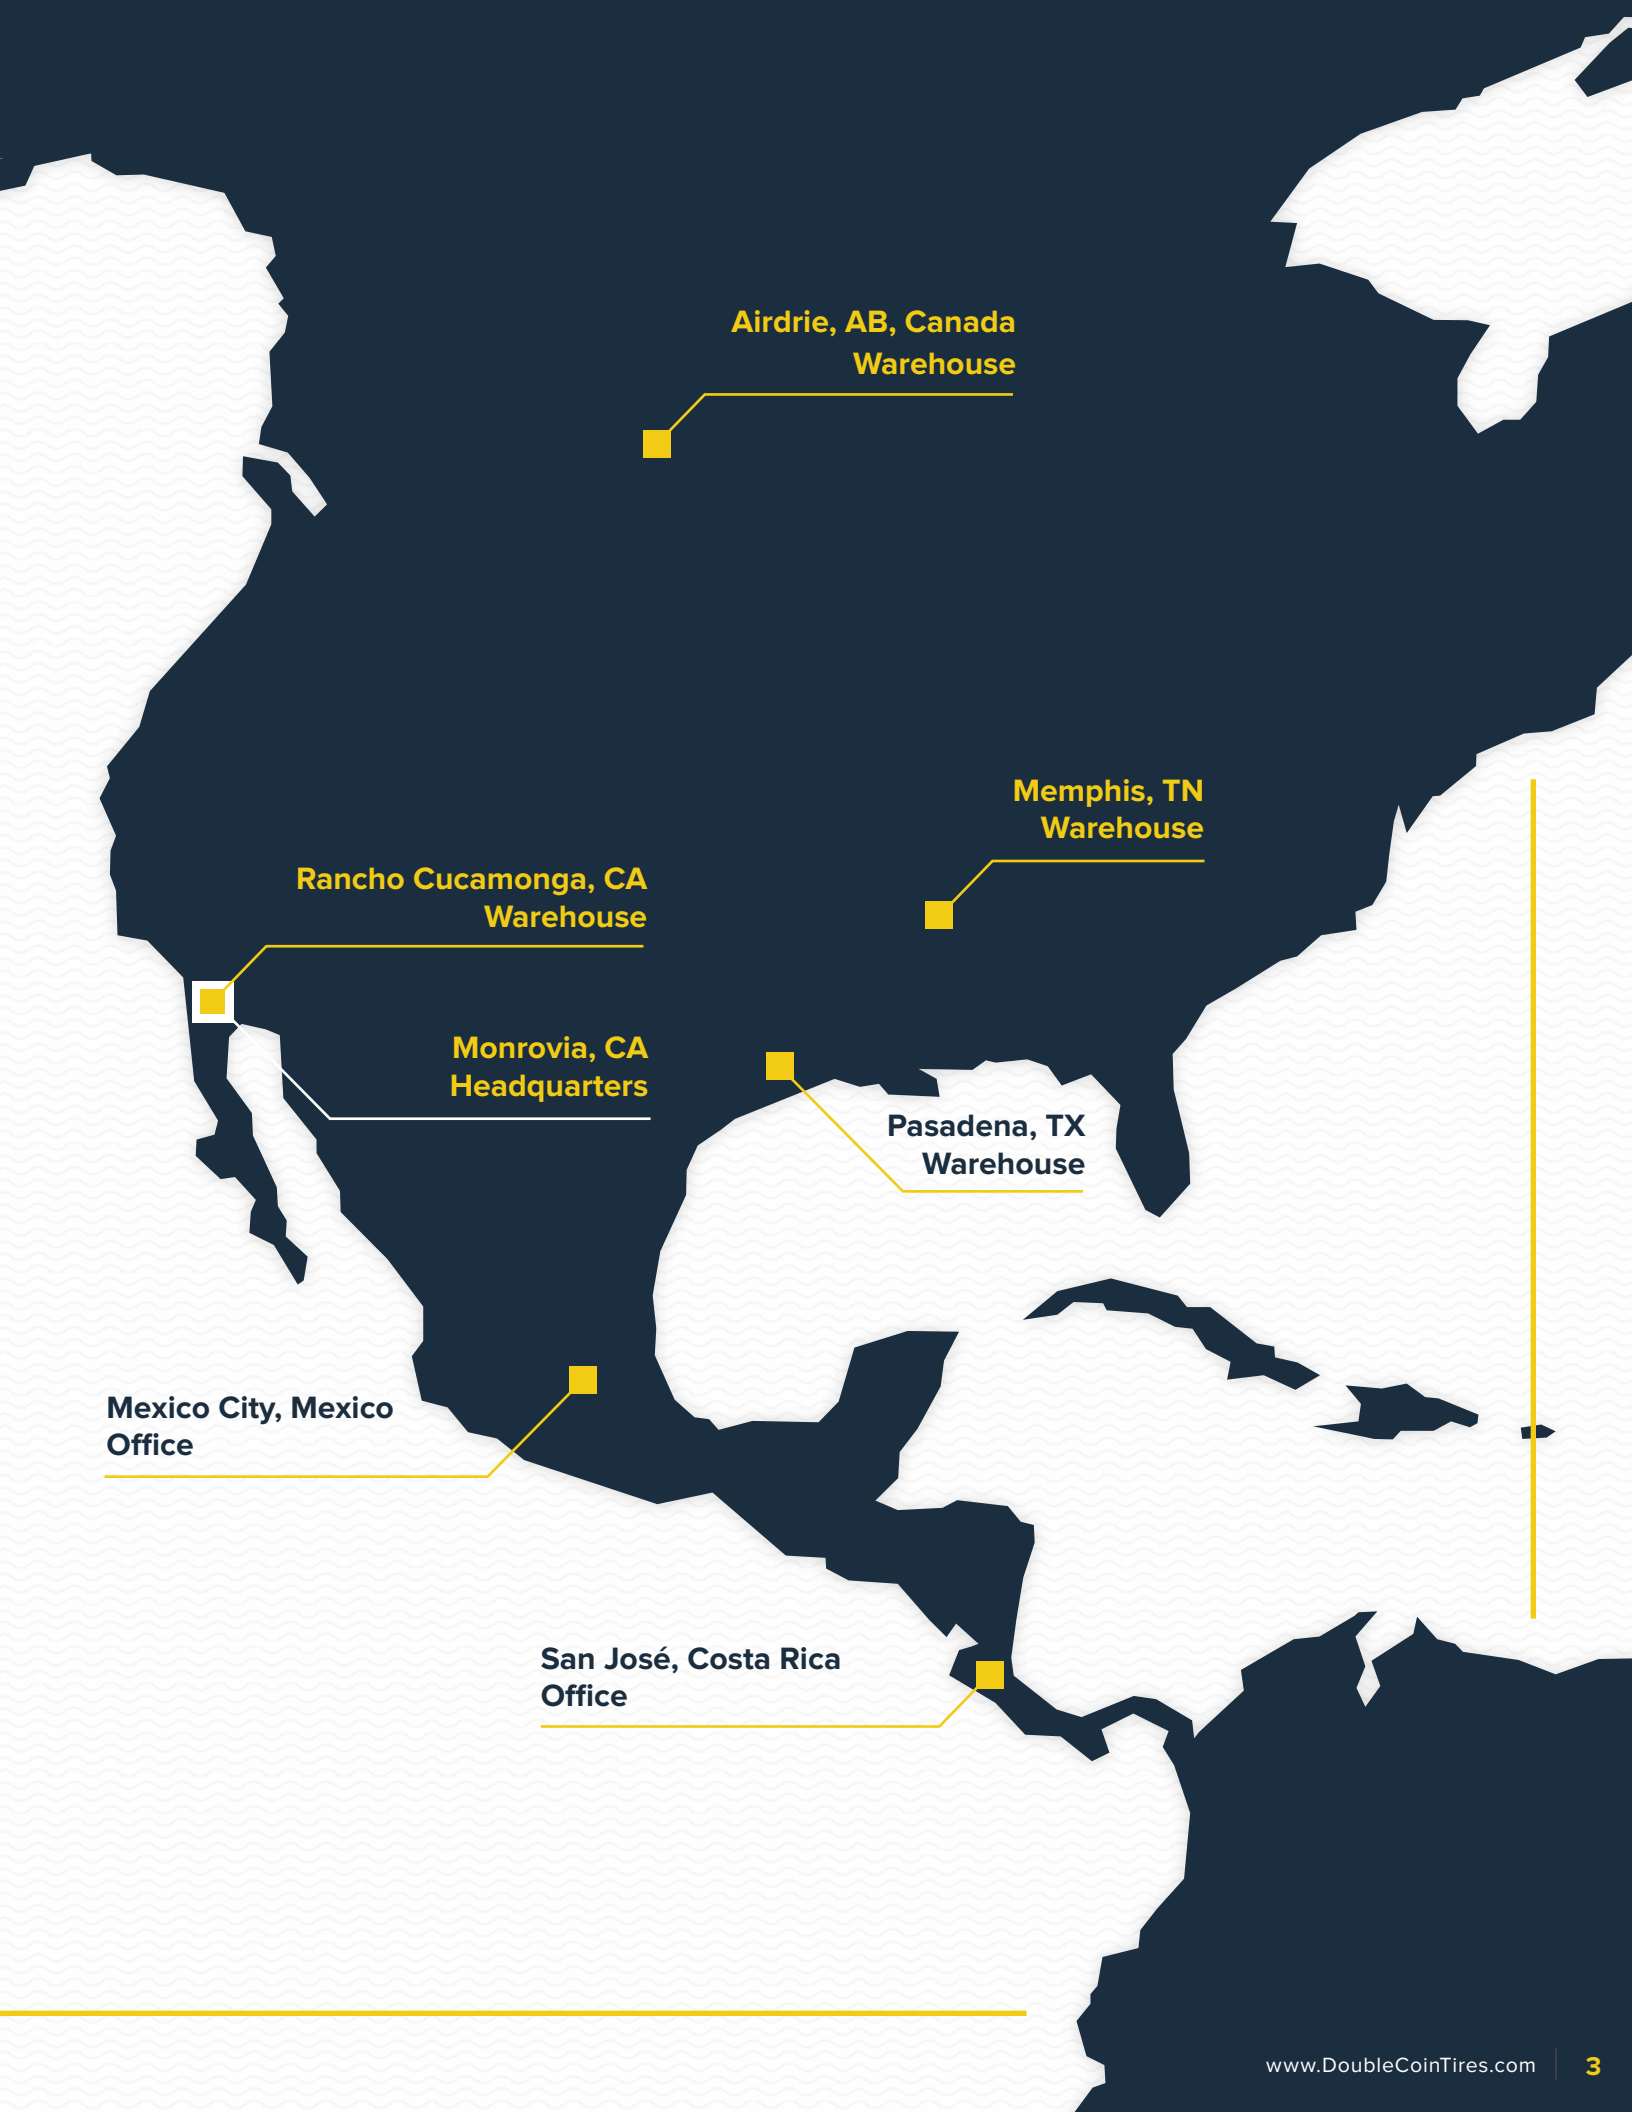 Airdrie, AB, Canada
Warehouse
Memphis, TN
Warehouse
Rancho Cucamonga, CA
Warehouse
Monrovia, CA
Headquarters
Pasadena, TX
Warehouse
Mexico City, Mexico
Office
San José, Costa Rica
Office
www.DoubleCoinTires.com
3